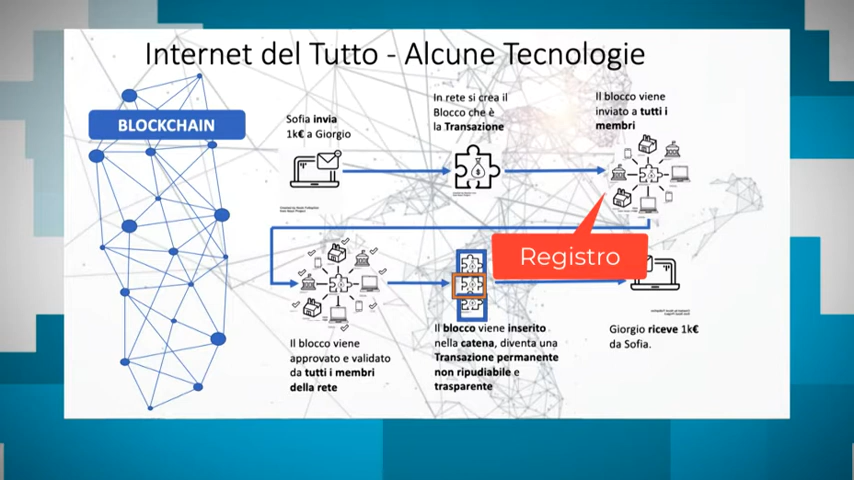 Internet del Tutto - Alcune Tecnologie
BLOCKCHAIN
Sofia invia
1k€ a Giorgio
In rete si crea il
Blocco che è
la Transazione
Il blocco viene
inviato a tutti i
membri
Registro
Il blocco viene
approvato e validato
da tutti i membri
della rete
Il blocco viene inserito
nella catena, diventa una
Transazione permanente
non ripudiabile e
trasparente
Giorgio riceve 1k€
da Sofia.